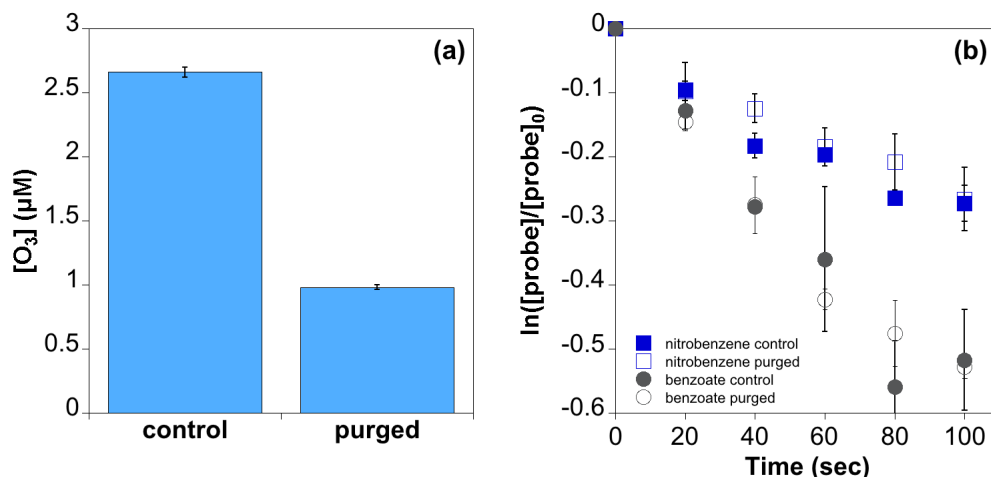 (a)
[O₃] (µM)
3
2.5
2
1.5
1
0.5
0
control
purged
(b)
ln([probe]/[probe]₀)
0
-0.1
-0.2
-0.3
-0.4
-0.5
-0.6
nitrobenzene control
nitrobenzene purged
benzoate control
benzoate purged
0 20 40 60 80 100
Time (sec)